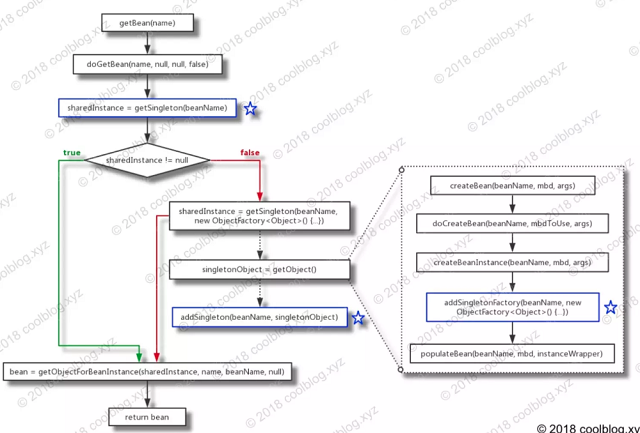 getBean(name)
doGetBean(name, null, null, false)
sharedInstance = getSingleton(beanName)
sharedInstance != null
true
false
sharedInstance = getSingleton(beanName,
new ObjectFactory<Object>() {...})
singletonObject = getObject()
addSingleton(beanName, singletonObject)
bean = getObjectForBeanInstance(sharedInstance, name, beanName, null)
return bean
createBean(beanName, mbd, args)
doCreateBean(beanName, mbdToUse, args)
createBeanInstance(beanName, mbd, args)
addSingletonFactory(beanName, new
ObjectFactory<Object>() {...})
populateBean(beanName, mbd, instanceWrapper)
© 2018 coolblog.xyz